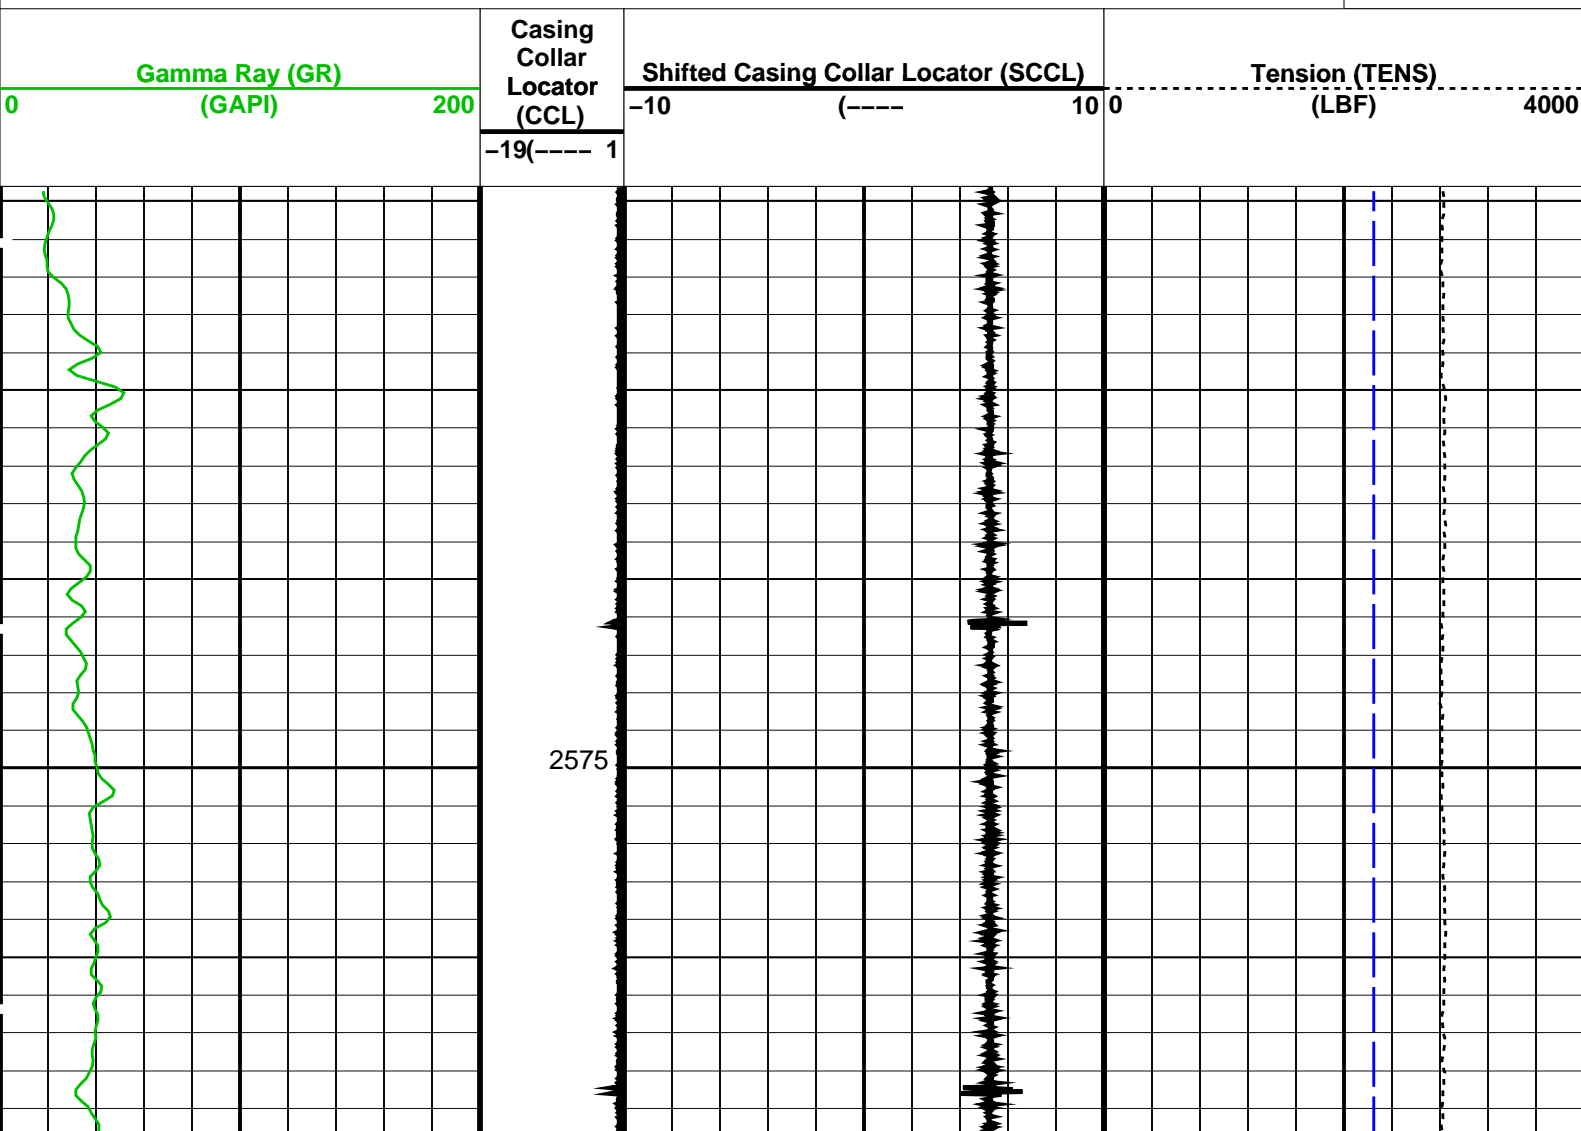 Gamma Ray (GR)
0 (GAPI) 200
Casing
Collar
Locator
(CCL)
−19(−−−− 1
Shifted Casing Collar Locator (SCCL)
−10 (−−−− 10
Tension (TENS)
0 (LBF) 4000
2575